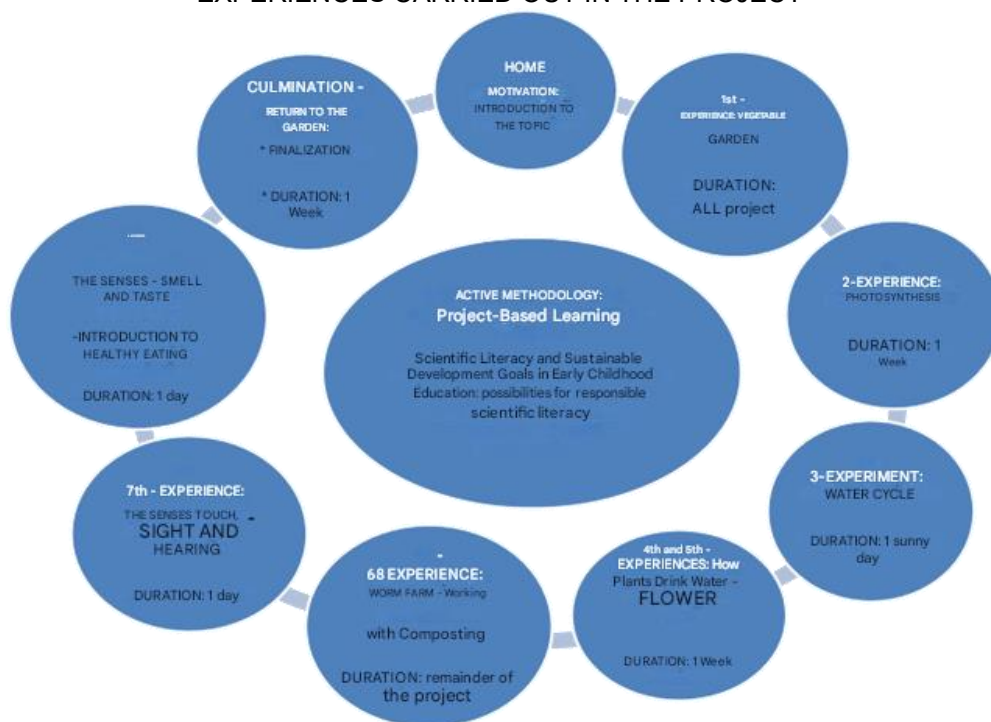 EXPERIENCES CARRIED OUT IN THE PROJECT
HOME
MOTIVATION:
INTRODUCTION TO
THE TOPIC
1st -
EXPERIENCE: VEGETABLE
GARDEN
DURATION:
ALL project
2-EXPERIENCE:
PHOTOSYNTHESIS
DURATION: 1
Week
3-EXPERIMENT:
WATER CYCLE
DURATION: 1 sunny
day
4th and 5th -
EXPERIENCES: How
Plants Drink Water -
FLOWER
DURATION: 1 Week
-
68 EXPERIENCE:
WORM FARM - Working
with Composting
DURATION: remainder of
the project
7th - EXPERIENCE:
THE SENSES TOUCH, -
SIGHT AND
HEARING
DURATION: 1 day
THE SENSES - SMELL
AND TASTE
-INTRODUCTION TO
HEALTHY EATING
DURATION: 1 day
CULMINATION -
RETURN TO THE
GARDEN:
* FINALIZATION
* DURATION: 1
Week
ACTIVE METHODOLOGY:
Project-Based Learning
Scientific Literacy and Sustainable
Development Goals in Early Childhood
Education: possibilities for responsible
scientific literacy